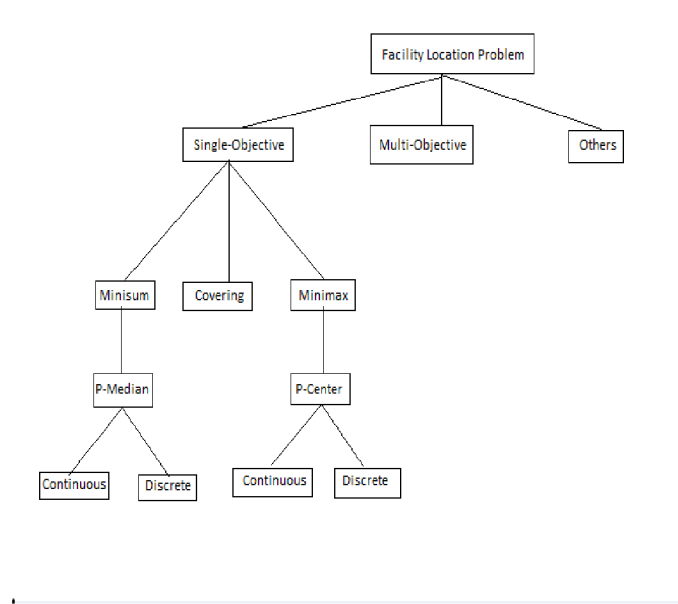 Facility Location Problem
Single-Objective
Multi-Objective
Others
Minisum
Covering
Minimax
P-Median
P-Center
Continuous
Discrete
Continuous
Discrete